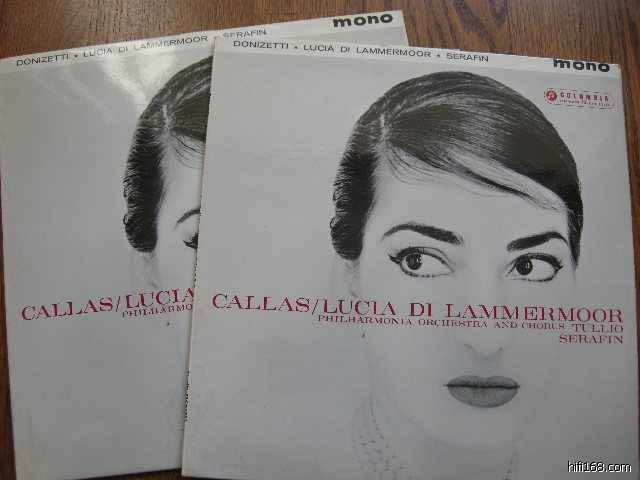 mono
DONIZETTI • LUCIA DI LAMMERMOOR • SERAFIN
CALLAS/LUCIA
PHILHARMO
mono
DONIZETTI • LUCIA DI LAMMERMOOR • SERAFIN
COLUMBIA
CALLAS/LUCIA DI LAMMERMOOR
PHILHARMONIA ORCHESTRA AND CHORUS TULLIO
SERAFIN
hifi168.com